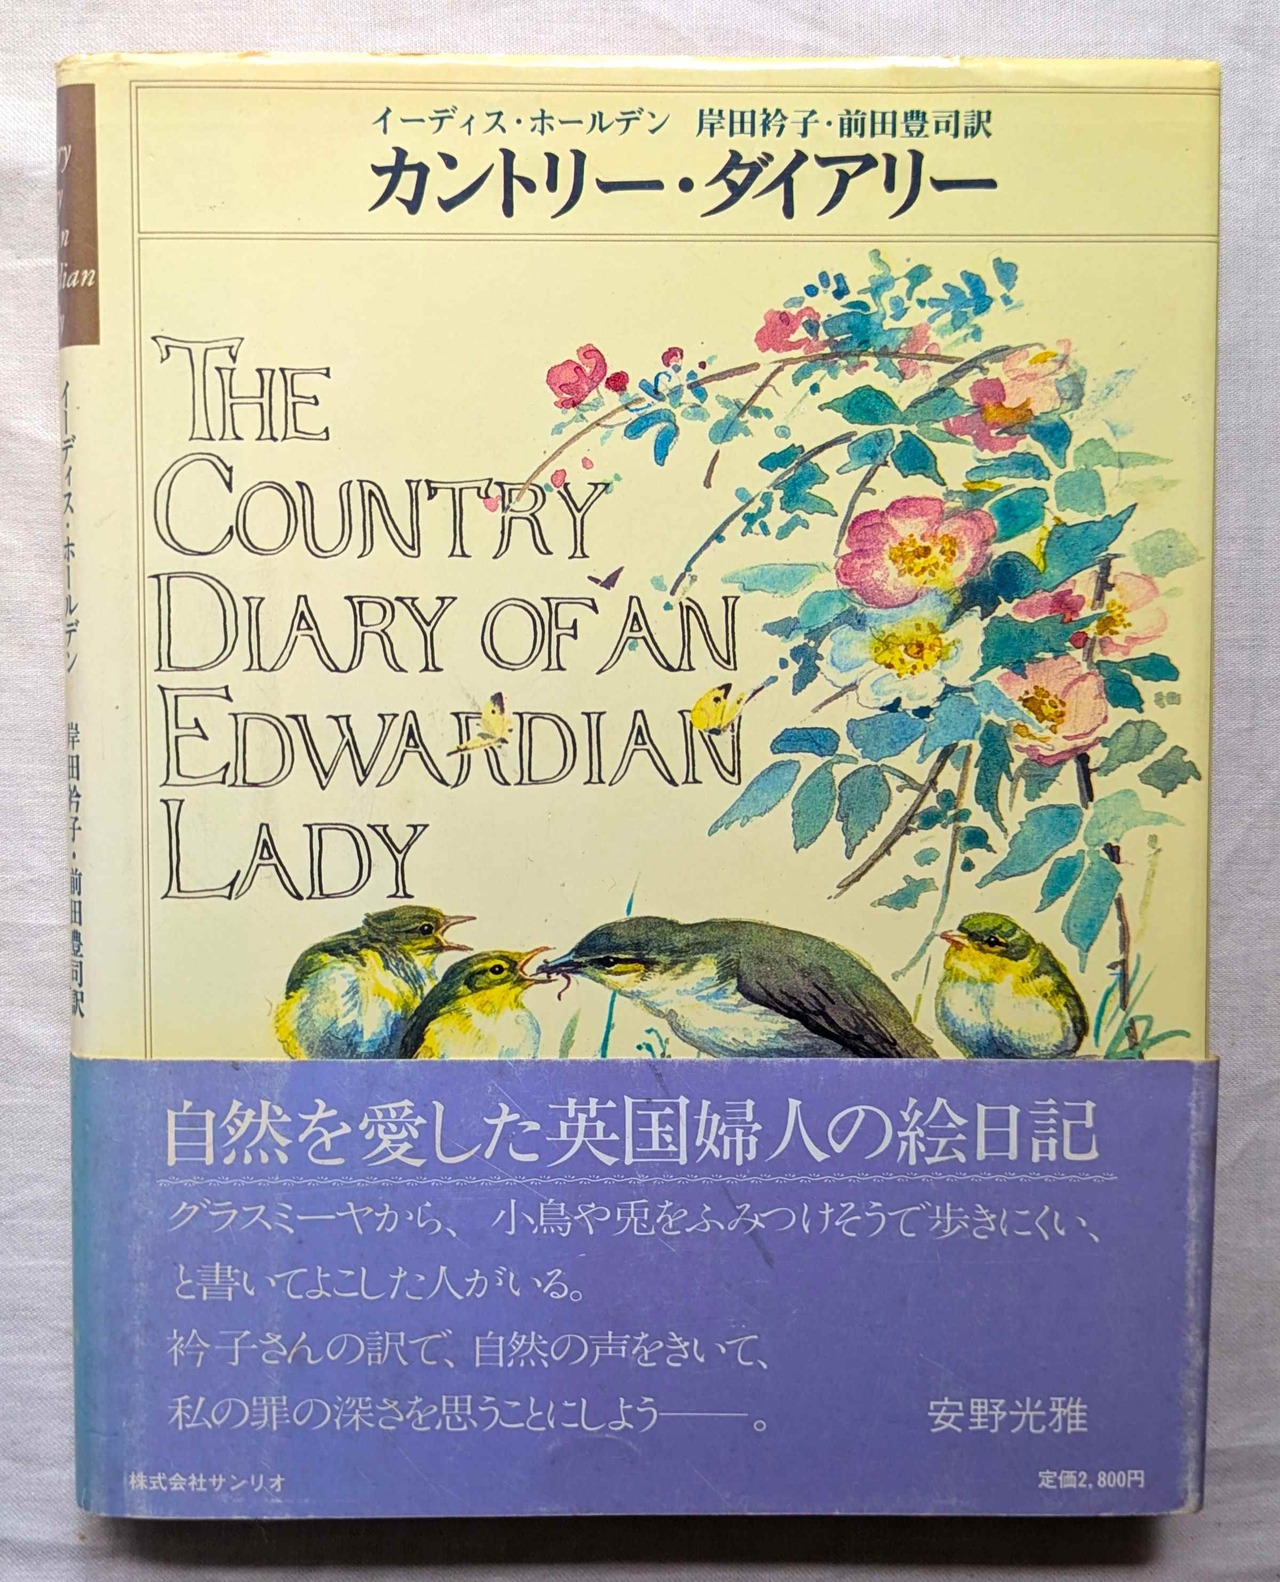 イーディス・ホールデン 岸田衿子・前田豊司訳
カントリー・ダイアリー
THE
COUNTRY
DIARY OF AN
EDWARDIAN
LADY
イーディス・ホールデン 岸田衿子・前田豊司訳
自然を愛した英国婦人の絵日記
グラスミーヤから、小鳥や兎をふみつけそうで歩きにくい、
と書いてよこした人がいる。
衿子さんの訳で、自然の声をきいて、
私の罪の深さを思うことにしよう――。
安野光雅
株式会社サンリオ
定価2,800円